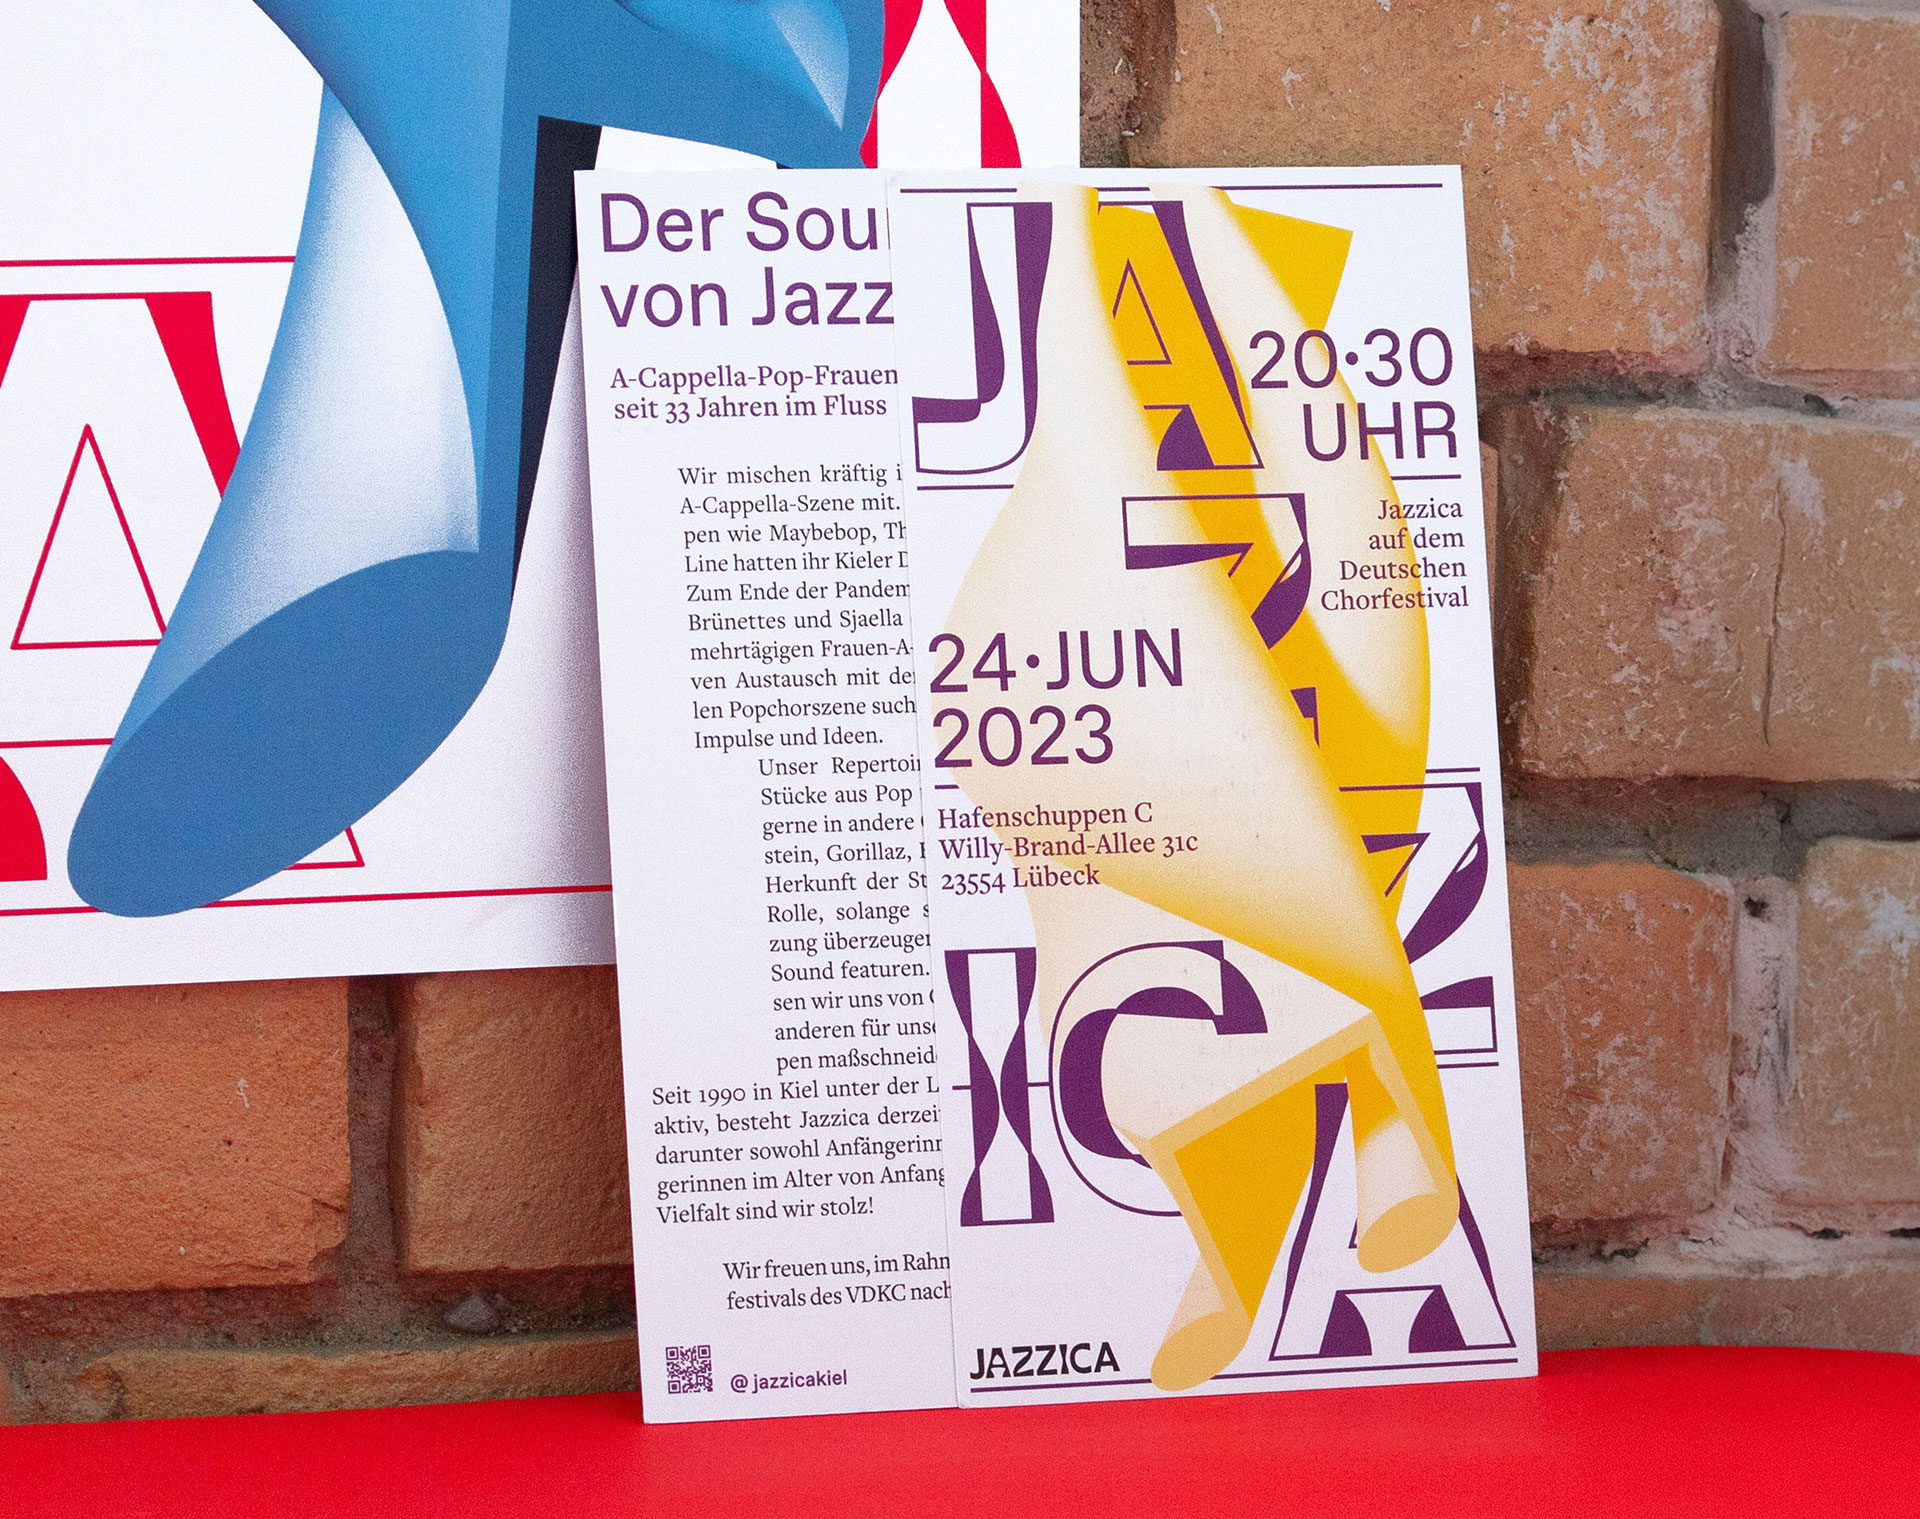 Der Sou
von Jazz
A-Cappella-Pop-Frauen
seit 33 Jahren im Fluss
Wir mischen kräftig i
A-Cappella-Szene mit.
pen wie Maybebop, Th
Line hatten ihr Kieler D
Zum Ende der Pandem
Brünettes und Sjaella
mehrtägigen Frauen-A-
ven Austausch mit de
len Popchorszene such
Impulse und Ideen.
Unser Repertoi
Stücke aus Pop
gerne in andere
stein, Gorillaz,
Herkunft der St
Rolle, solange s
zung überzeuger
Sound featuren.
sen wir uns von
anderen für uns
pen maßschneid
Seit 1990 in Kiel unter der L
aktiv, besteht Jazzica derzei
darunter sowohl Anfängerinn
gerinnen im Alter von Anfang
Vielfalt sind wir stolz!
Wir freuen uns, im Rahn
festivals des VDKC nach
@ jazzicakiel
JAZZICA
20·30
UHR
Jazzica
auf dem
Deutschen
Chorfestival
24·JUN
2023
Hafenschuppen C
Willy-Brand-Allee 31c
23554 Lübeck
JAZZICA
A